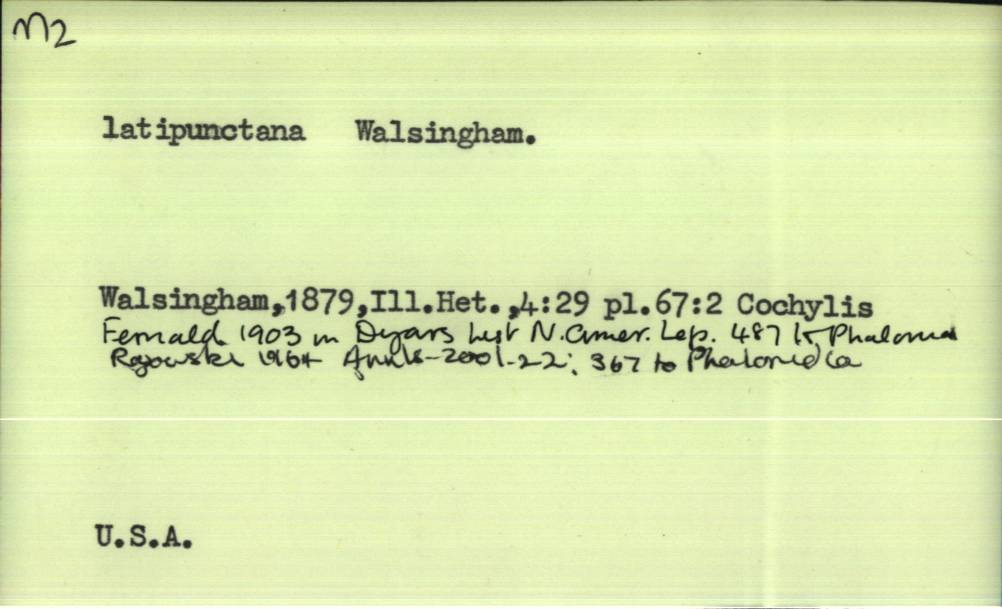 M2
latipunctana Walsingham.
Walsingham,1879,Ill.Het.,4:29 pl.67:2 Cochylis
Fernald 1903 in Dyars List N.Amer. Lep. 487 to Phalonia
Razowski 1964 Annls-zool-22: 367 to Phalonidia
U.S.A.